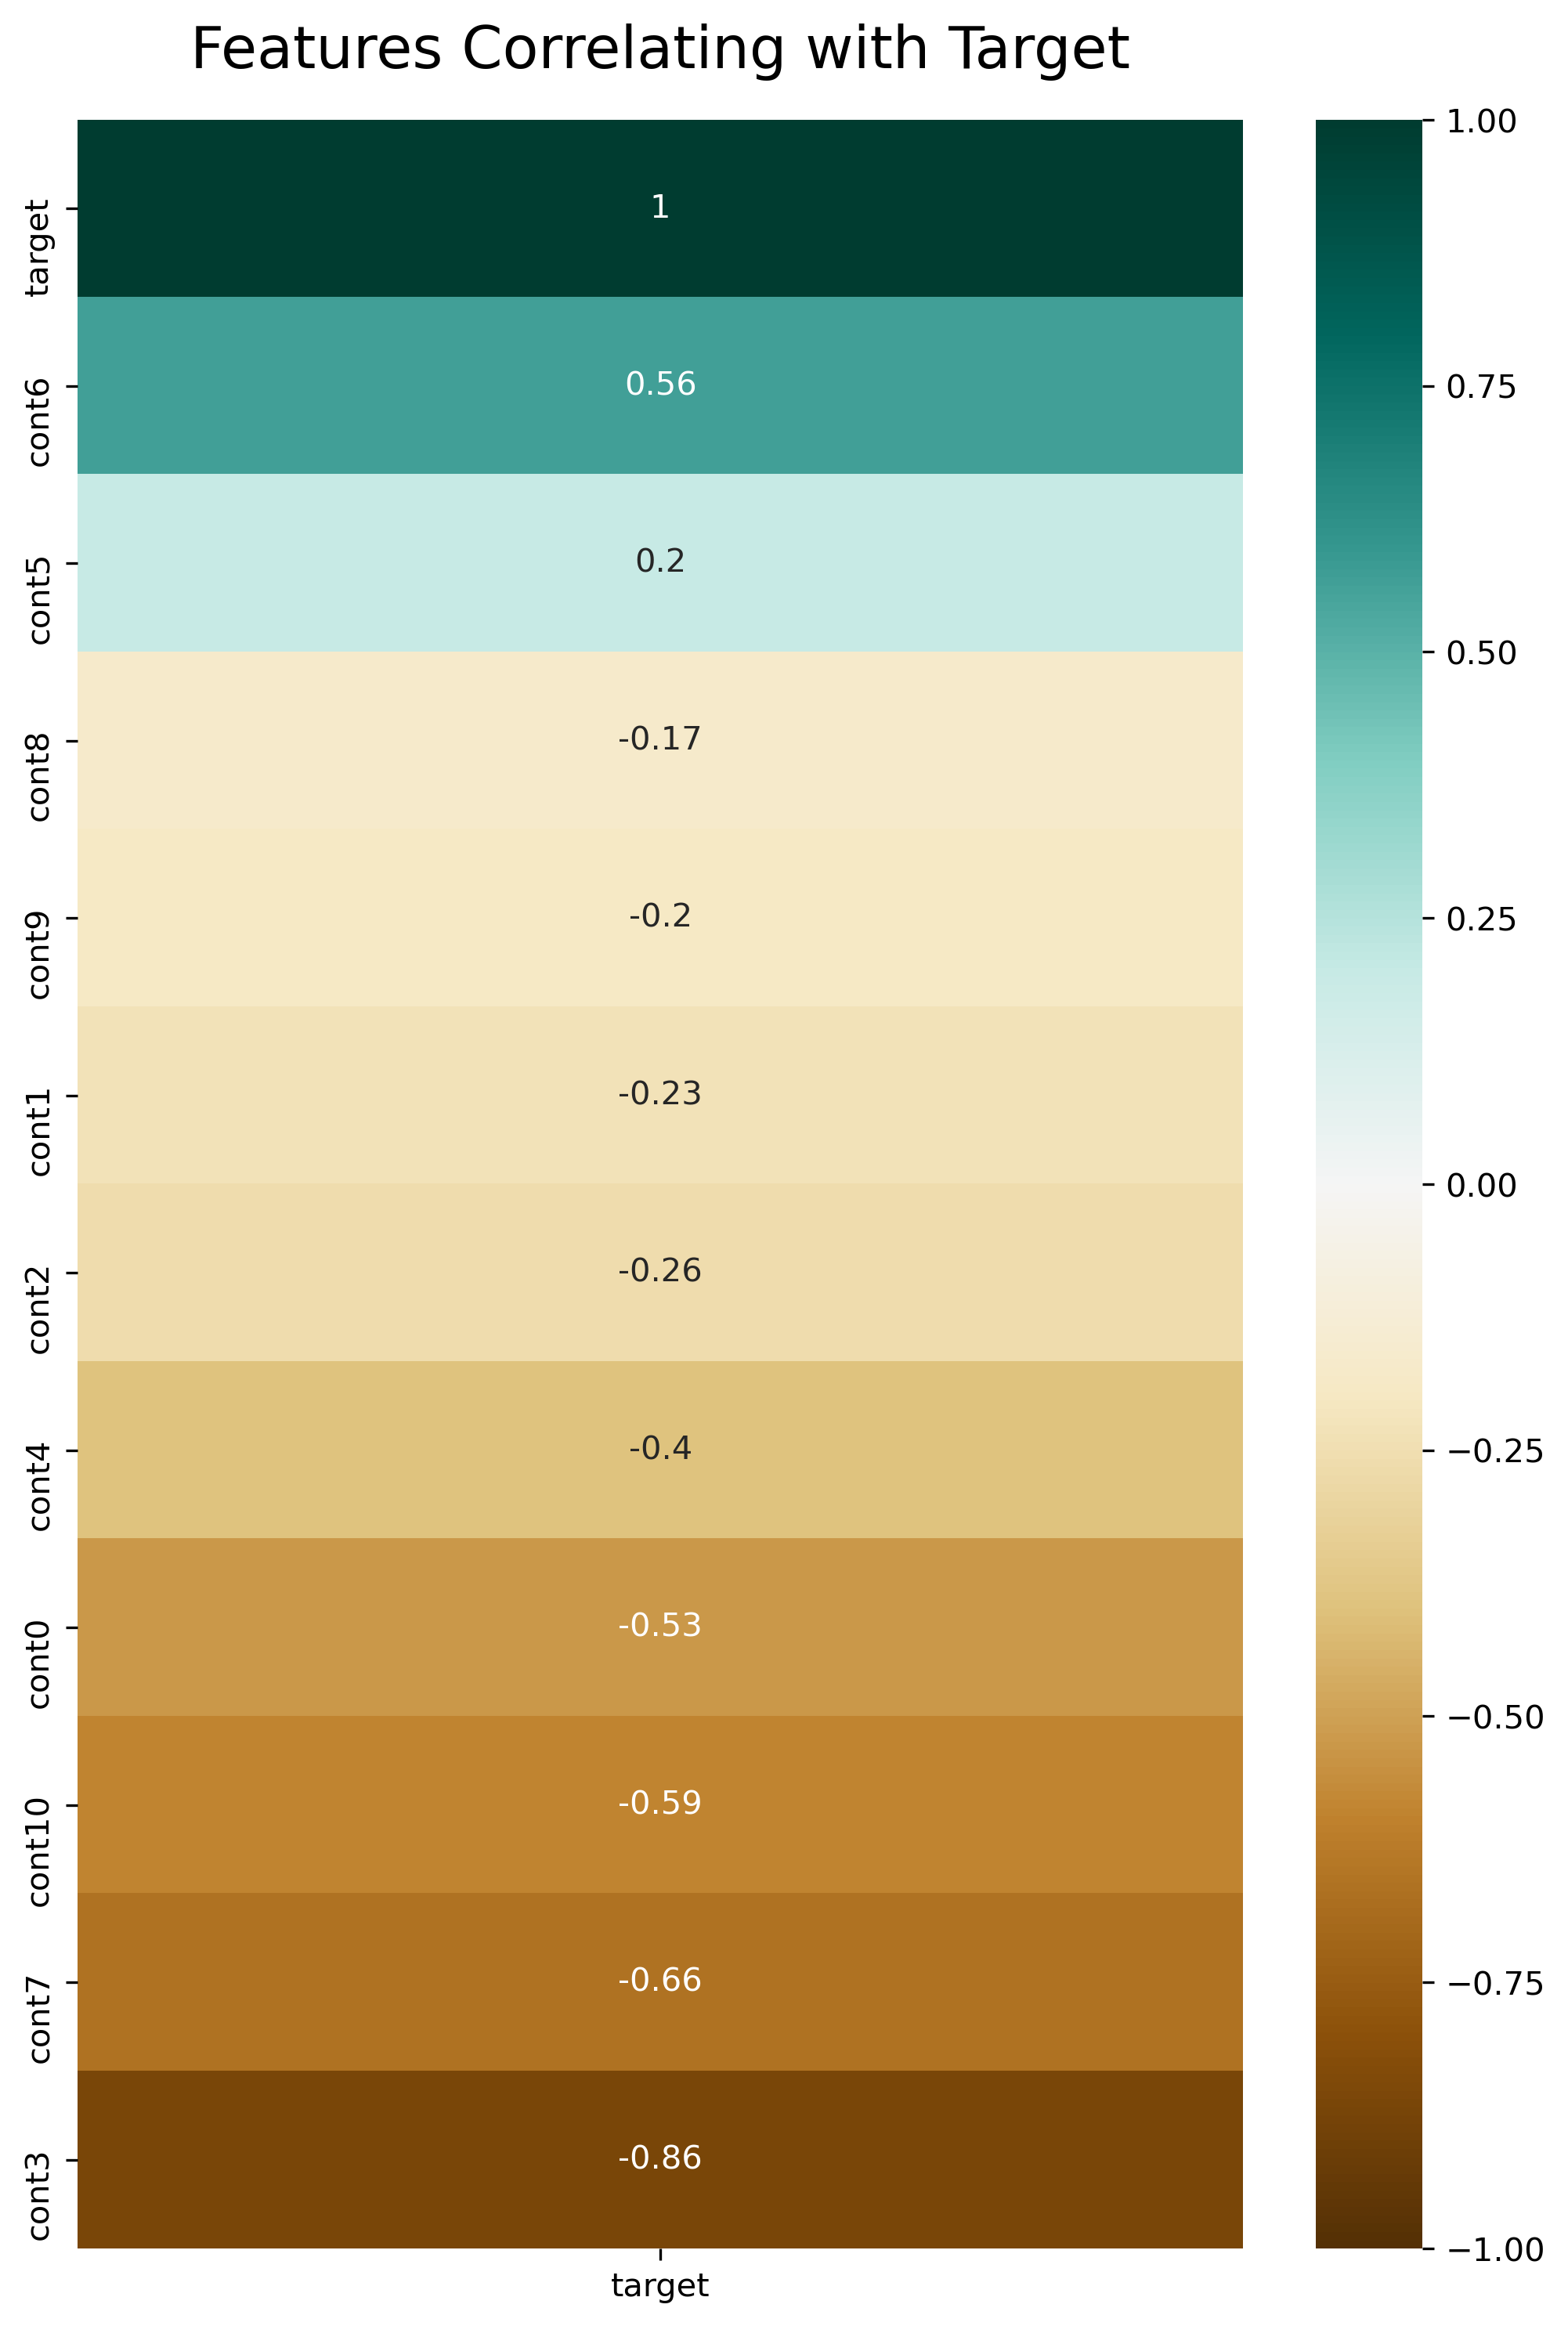 Features Correlating with Target
target
1
cont6
0.56
cont5
0.2
cont8
-0.17
cont9
-0.2
cont1
-0.23
cont2
-0.26
cont4
-0.4
cont0
-0.53
cont10
-0.59
cont7
-0.66
cont3
-0.86
target
1.00
0.75
0.50
0.25
0.00
−0.25
−0.50
−0.75
−1.00